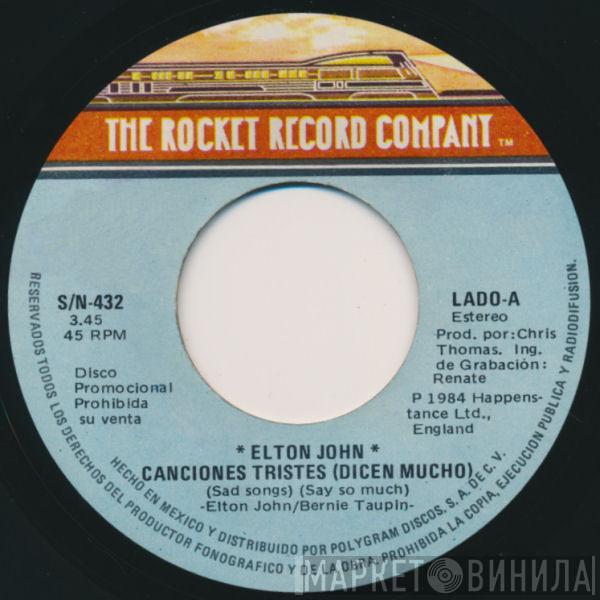 THE ROCKET RECORD COMPANY ™
S/N-432
3.45
45 RPM
Disco
Promocional
Prohibida
su venta
LADO-A
Estereo
Prod. por:Chris
Thomas. Ing.
de Grabación:
Renate
P 1984 Happens-
tance Ltd.,
England
* ELTON JOHN *
CANCIONES TRISTES (DICEN MUCHO)
(Sad songs) (Say so much)
-Elton John/Bernie Taupin-
HECHO EN MEXICO Y DISTRIBUIDO POR POLYGRAM DISCOS, S.A. DE C.V.
RESERVADOS TODOS LOS DERECHOS DEL PRODUCTOR FONOGRAFICO Y DE LA OBRA. PROHIBIDA LA COPIA, EJECUCION PUBLICA Y RADIODIFUSION.
МАРКЕТ ВИНИЛА